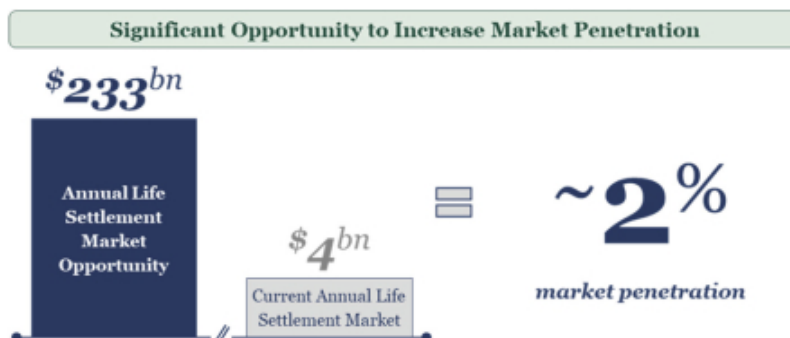 Significant Opportunity to Increase Market Penetration
$233bn
Annual Life
Settlement
Market
Opportunity
$4bn
Current Annual Life
Settlement Market
=
~2%
market penetration